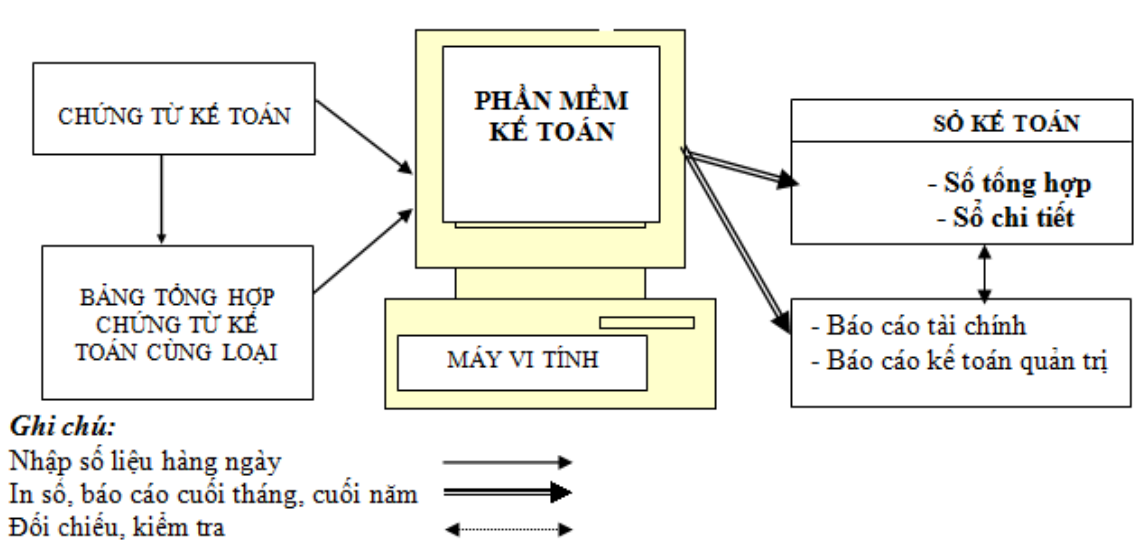 CHỨNG TỪ KẾ TOÁN
BẢNG TỔNG HỢP
CHỨNG TỪ KẾ
TOÁN CÙNG LOẠI
PHẦN MỀM
KẾ TOÁN
MÁY VI TÍNH
SỔ KẾ TOÁN
- Số tổng hợp
- Sổ chi tiết
- Báo cáo tài chính
- Báo cáo kế toán quản trị
Ghi chú:
Nhập số liệu hàng ngày
In sổ, báo cáo cuối tháng, cuối năm
Đối chiếu, kiểm tra